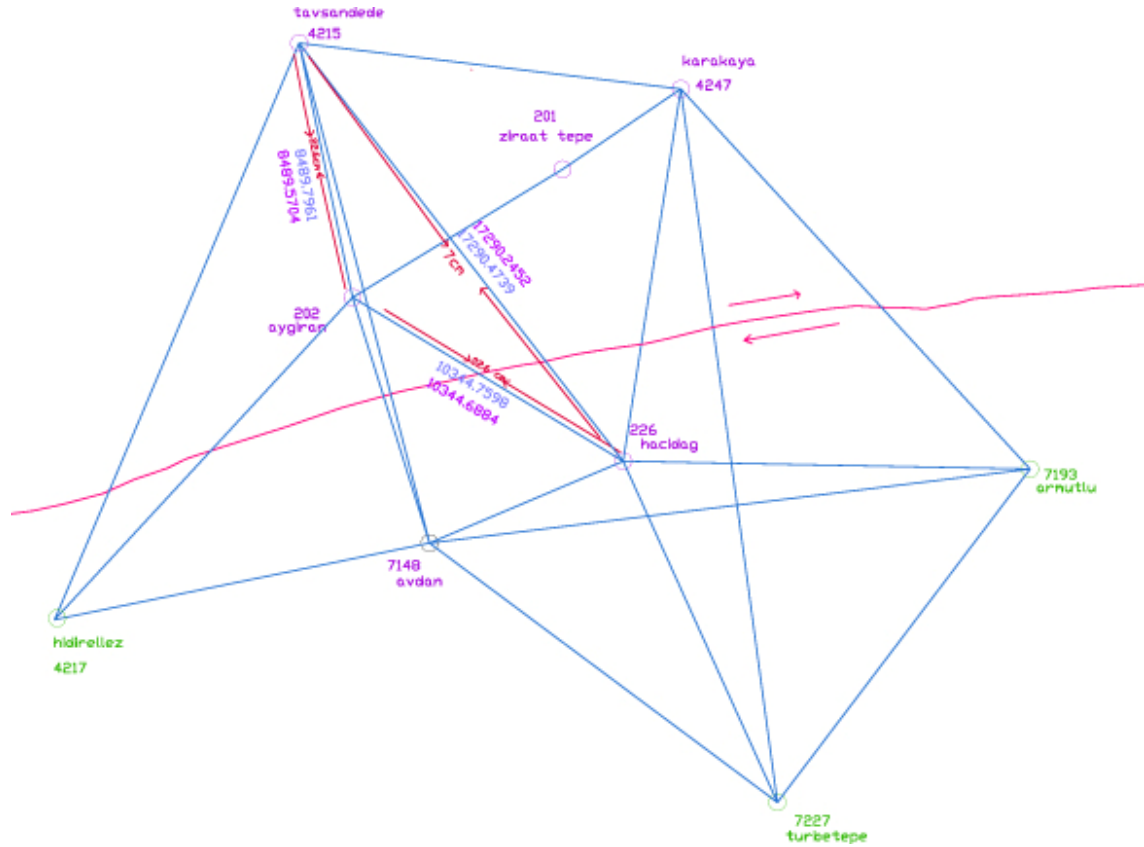 tavsandede
4215
karakaya
4247
201
ziraat tepe
8489.7961
8489.5704
17290.2452
17290.4739
7cm
202
aygiran
10344.7598
10344.6884
226
hacidag
7193
armutlu
7148
avdan
hidirellez
4217
7227
turbetepe